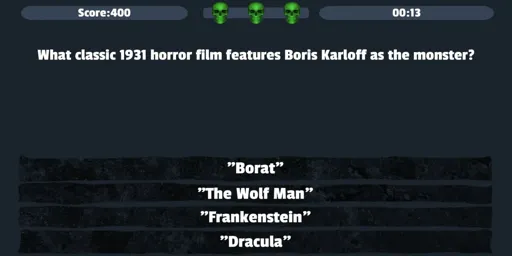 Score:400
00:13
What classic 1931 horror film features Boris Karloff as the monster?
"Borat"
"The Wolf Man"
"Frankenstein"
"Dracula"